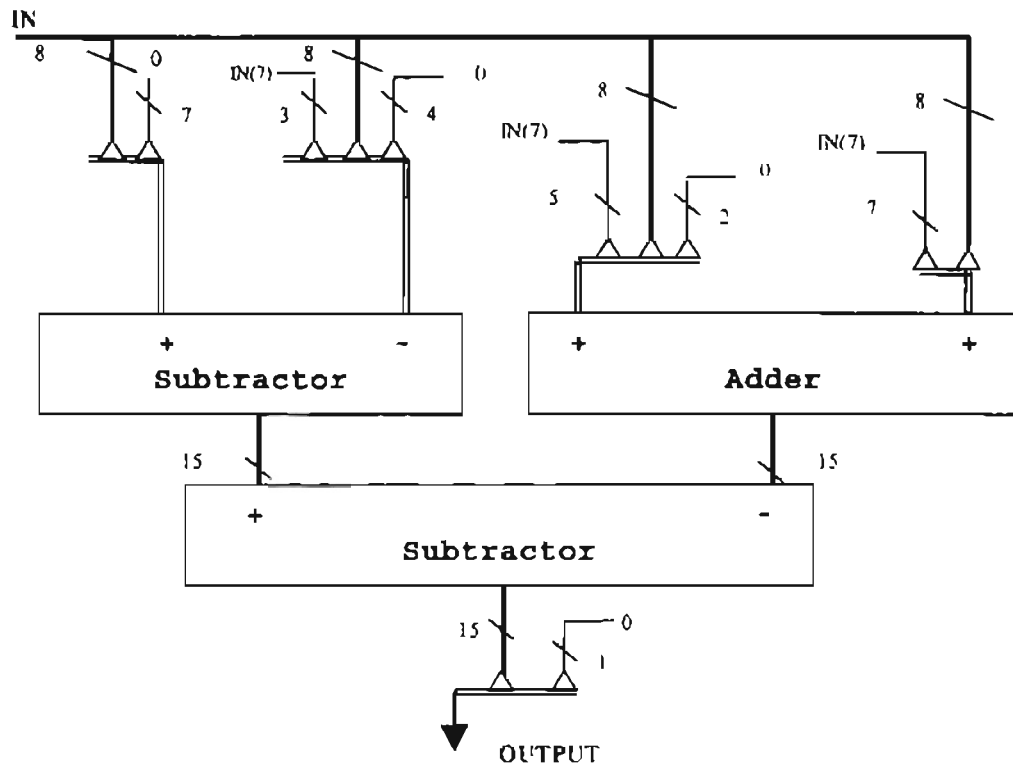 IN
8 0 8 0
IN(7)
7 3 4 8 8
IN(7) IN(7)
0
5 2 7
+ - + +
Subtractor Adder
15 15
+ -
Subtractor
15 0
1
OUTPUT